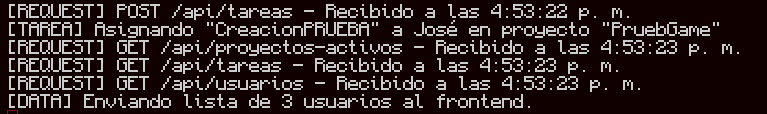 [REQUEST] POST /api/tareas - Recibido a las 4:53:22 p. m.
[TAREA] Asignando "CreacionPRUEBA" a José en proyecto "PruebGame"
[REQUEST] GET /api/proyectos-activos - Recibido a las 4:53:23 p. m.
[REQUEST] GET /api/tareas - Recibido a las 4:53:23 p. m.
[REQUEST] GET /api/usuarios - Recibido a las 4:53:23 p. m.
[DATA] Enviando lista de 3 usuarios al frontend.